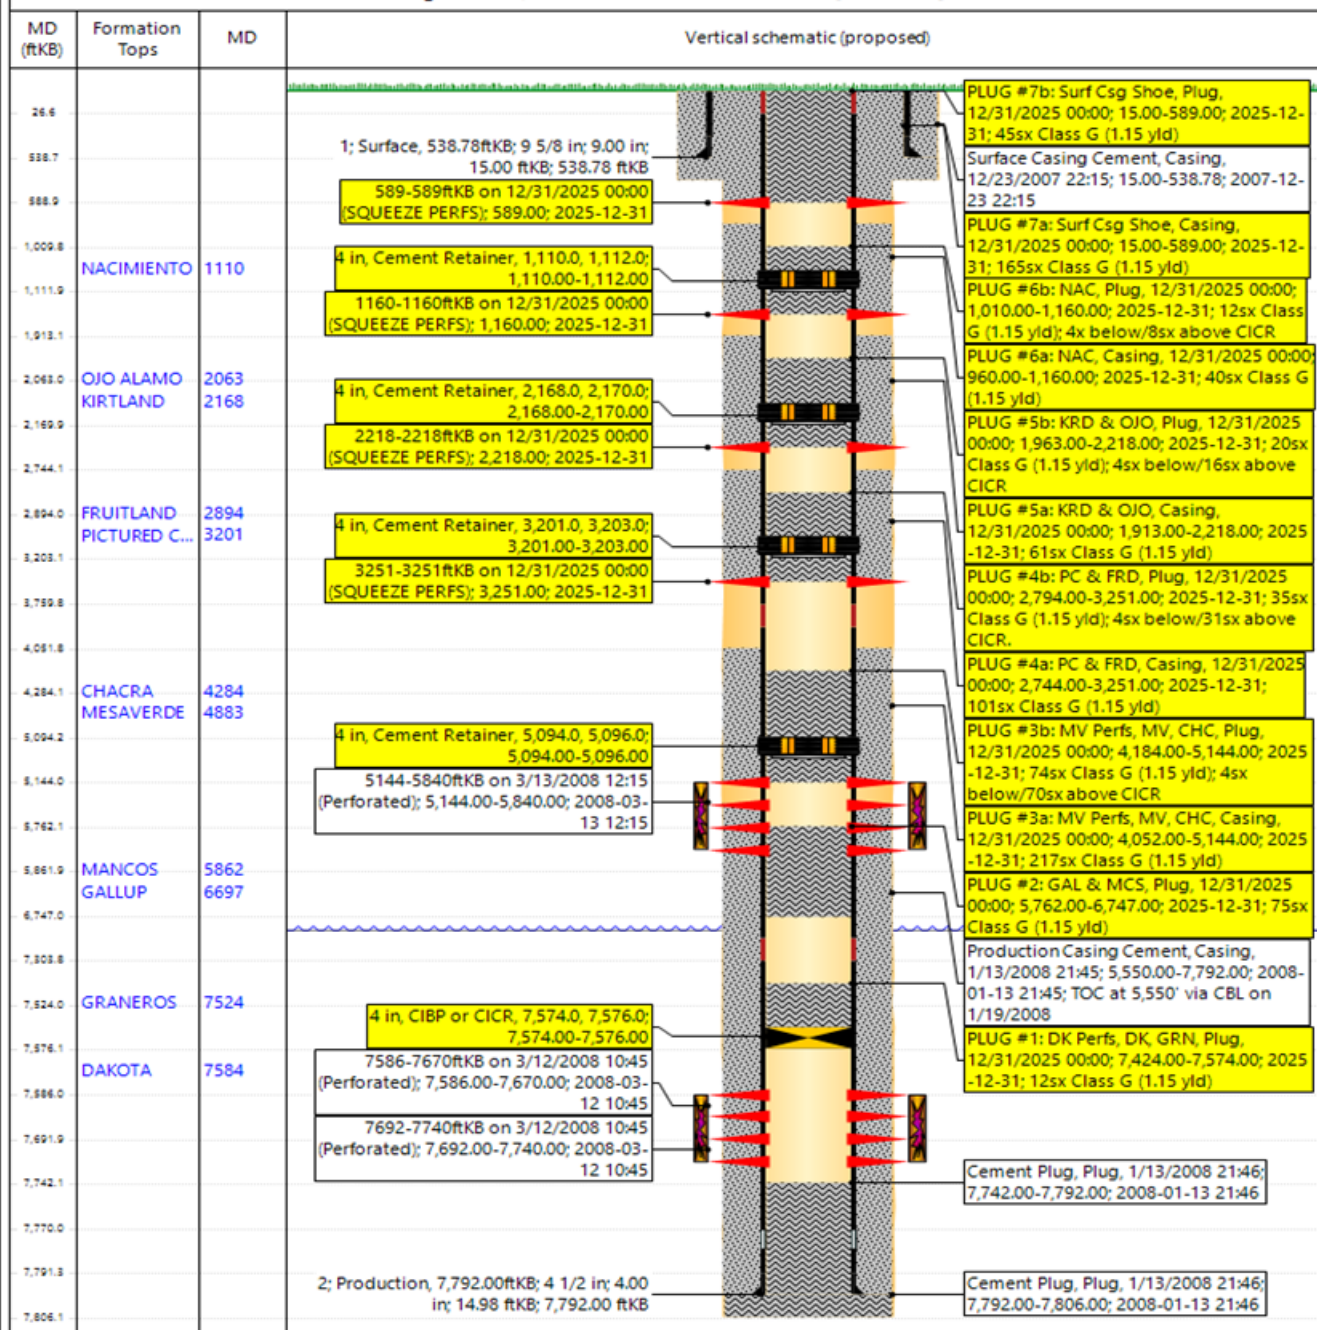 MD
(ftKB)
Formation
Tops
MD
Vertical schematic (proposed)
26.6
538.7
588.9
1,009.8
1,111.9
1,913.1
2,063.0
2,169.9
2,744.1
2,894.0
3,203.1
3,759.8
4,051.8
4,284.1
5,094.2
5,144.0
5,762.1
5,861.9
6,747.0
7,303.8
7,524.0
7,576.1
7,586.0
7,691.9
7,742.1
7,770.0
7,791.3
7,806.1
NACIMIENTO 1110
OJO ALAMO 2063
KIRTLAND 2168
FRUITLAND 2894
PICTURED C... 3201
CHACRA 4284
MESAVERDE 4883
MANCOS 5862
GALLUP 6697
GRANEROS 7524
DAKOTA 7584
1; Surface, 538.78ftKB; 9 5/8 in; 9.00 in;
15.00 ftKB; 538.78 ftKB
589-589ftKB on 12/31/2025 00:00
(SQUEEZE PERFS); 589.00; 2025-12-31
4 in, Cement Retainer, 1,110.0, 1,112.0;
1,110.00-1,112.00
1160-1160ftKB on 12/31/2025 00:00
(SQUEEZE PERFS); 1,160.00; 2025-12-31
4 in, Cement Retainer, 2,168.0, 2,170.0;
2,168.00-2,170.00
2218-2218ftKB on 12/31/2025 00:00
(SQUEEZE PERFS); 2,218.00; 2025-12-31
4 in, Cement Retainer, 3,201.0, 3,203.0;
3,201.00-3,203.00
3251-3251ftKB on 12/31/2025 00:00
(SQUEEZE PERFS); 3,251.00; 2025-12-31
4 in, Cement Retainer, 5,094.0, 5,096.0;
5,094.00-5,096.00
5144-5840ftKB on 3/13/2008 12:15
(Perforated); 5,144.00-5,840.00; 2008-03-
13 12:15
4 in, CIBP or CICR, 7,574.0, 7,576.0;
7,574.00-7,576.00
7586-7670ftKB on 3/12/2008 10:45
(Perforated); 7,586.00-7,670.00; 2008-03-
12 10:45
7692-7740ftKB on 3/12/2008 10:45
(Perforated); 7,692.00-7,740.00; 2008-03-
12 10:45
2; Production, 7,792.00ftKB; 4 1/2 in; 4.00
in; 14.98 ftKB; 7,792.00 ftKB
PLUG #7b: Surf Csg Shoe, Plug,
12/31/2025 00:00; 15.00-589.00; 2025-12-
31; 45sx Class G (1.15 yld)
Surface Casing Cement, Casing,
12/23/2007 22:15; 15.00-538.78; 2007-12-
23 22:15
PLUG #7a: Surf Csg Shoe, Casing,
12/31/2025 00:00; 15.00-589.00; 2025-12-
31; 165sx Class G (1.15 yld)
PLUG #6b: NAC, Plug, 12/31/2025 00:00;
1,010.00-1,160.00; 2025-12-31; 12sx Class
G (1.15 yld); 4x below/8sx above CICR
PLUG #6a: NAC, Casing, 12/31/2025 00:00;
960.00-1,160.00; 2025-12-31; 40sx Class G
(1.15 yld)
PLUG #5b: KRD & OJO, Plug, 12/31/2025
00:00; 1,963.00-2,218.00; 2025-12-31; 20sx
Class G (1.15 yld); 4sx below/16sx above
CICR
PLUG #5a: KRD & OJO, Casing,
12/31/2025 00:00; 1,913.00-2,218.00; 2025
-12-31; 61sx Class G (1.15 yld)
PLUG #4b: PC & FRD, Plug, 12/31/2025
00:00; 2,794.00-3,251.00; 2025-12-31; 35sx
Class G (1.15 yld); 4sx below/31sx above
CICR.
PLUG #4a: PC & FRD, Casing, 12/31/2025
00:00; 2,744.00-3,251.00; 2025-12-31;
101sx Class G (1.15 yld)
PLUG #3b: MV Perfs, MV, CHC, Plug,
12/31/2025 00:00; 4,184.00-5,144.00; 2025
-12-31; 74sx Class G (1.15 yld); 4sx
below/70sx above CICR
PLUG #3a: MV Perfs, MV, CHC, Casing,
12/31/2025 00:00; 4,052.00-5,144.00; 2025
-12-31; 217sx Class G (1.15 yld)
PLUG #2: GAL & MCS, Plug, 12/31/2025
00:00; 5,762.00-6,747.00; 2025-12-31; 75sx
Class G (1.15 yld)
Production Casing Cement, Casing,
1/13/2008 21:45; 5,550.00-7,792.00; 2008-
01-13 21:45; TOC at 5,550' via CBL on
1/19/2008
PLUG #1: DK Perfs, DK, GRN, Plug,
12/31/2025 00:00; 7,424.00-7,574.00; 2025
-12-31; 12sx Class G (1.15 yld)
Cement Plug, Plug, 1/13/2008 21:46;
7,742.00-7,792.00; 2008-01-13 21:46
Cement Plug, Plug, 1/13/2008 21:46;
7,792.00-7,806.00; 2008-01-13 21:46